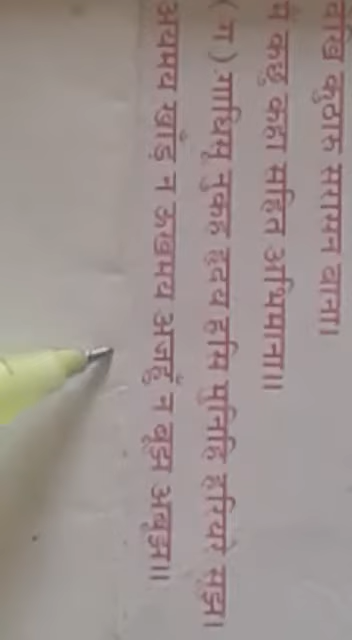 देखि कुठारु सरासन बाना।
मैं कछु कहा सहित अभिमाना॥
( ग ) गाधिसू नुकह हृदय हसि मुनिहि हरियरे सूझ।
अयमय खाँड़ न ऊखमय अजहुँ न बूझ अबूझ॥